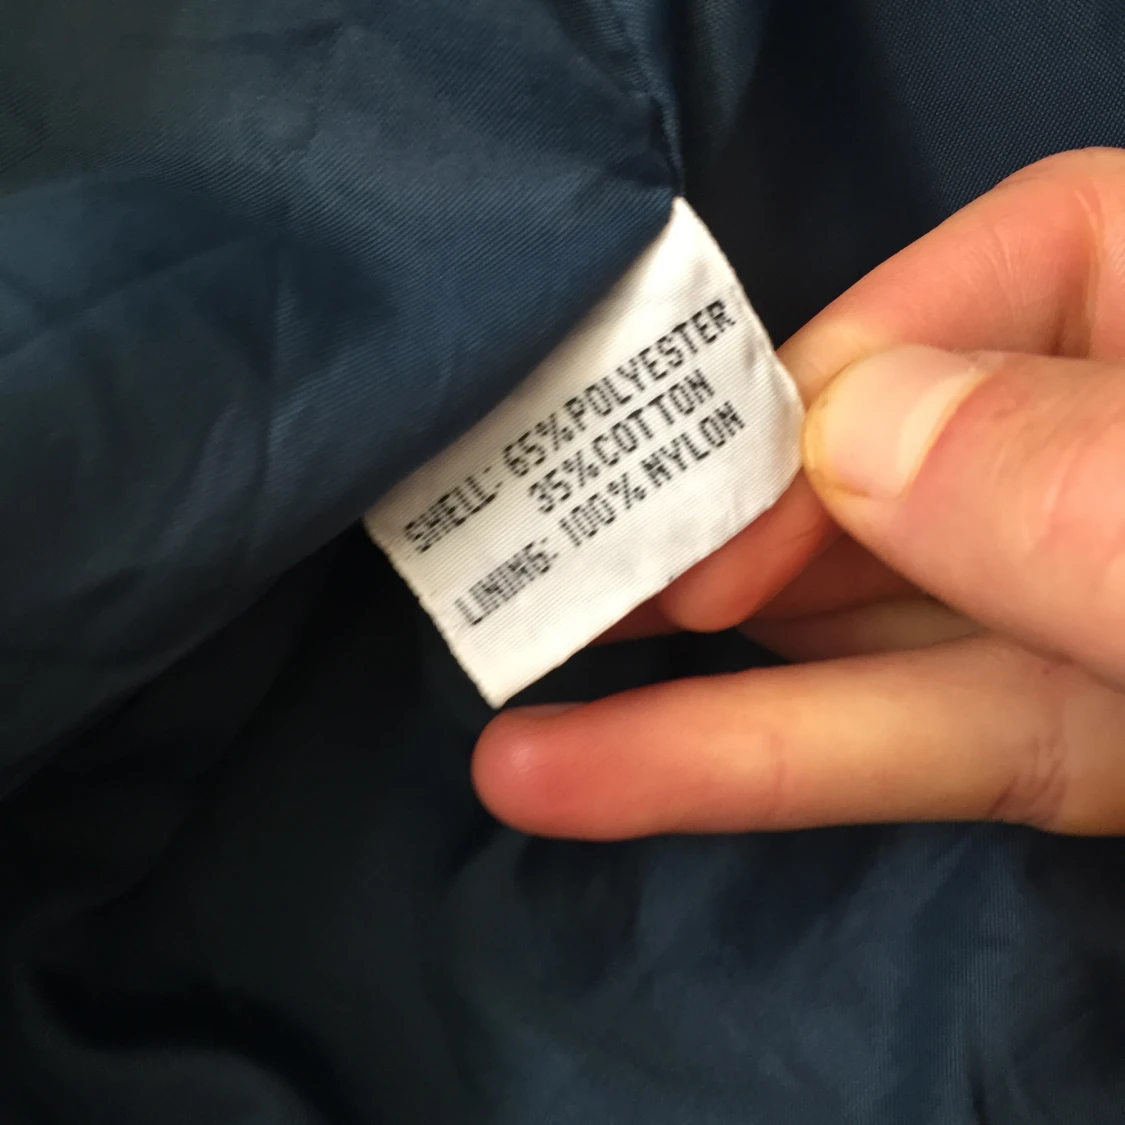 SHELL: 65%POLYESTER
35%COTTON
LINING: 100%NYLON